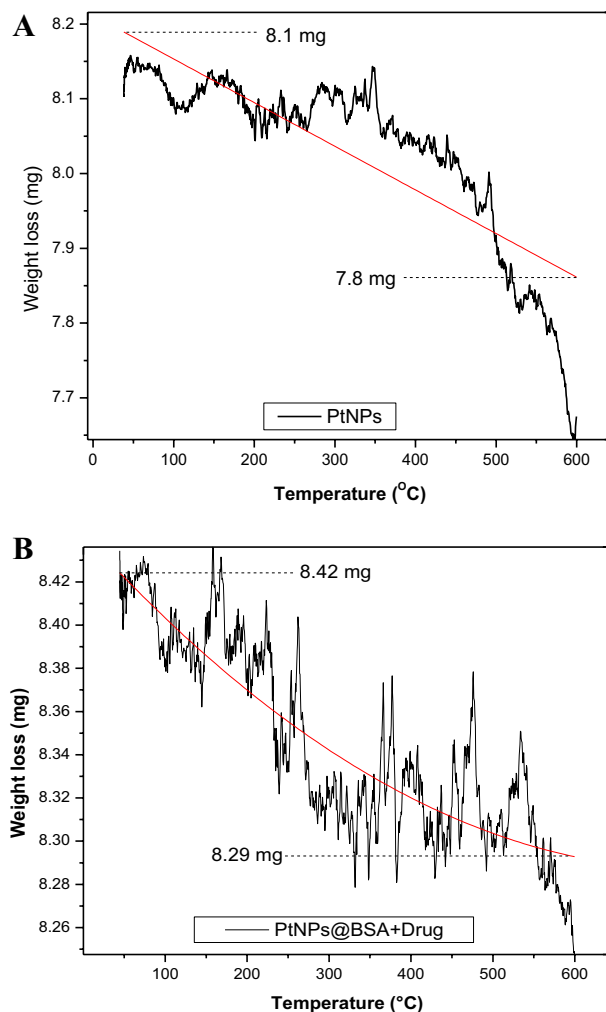 A
8.2
8.1 mg
8.1
8.0
7.9
7.8 mg
7.8
7.7
Weight loss (mg)
PtNPs
0
100
200
300
400
500
600
Temperature (°C)
B
8.42
8.42 mg
8.40
8.38
8.36
8.34
8.32
8.30
8.29 mg
8.28
8.26
Weight loss (mg)
PtNPs@BSA+Drug
100
200
300
400
500
600
Temperature (°C)